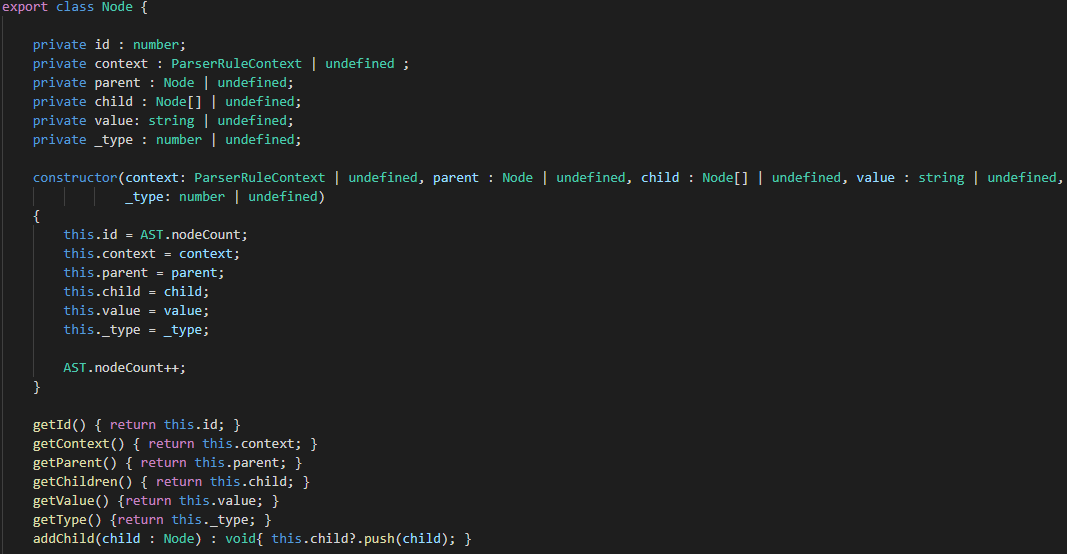 export class Node {
    private id : number;
    private context : ParserRuleContext | undefined ;
    private parent : Node | undefined;
    private child : Node[] | undefined;
    private value: string | undefined;
    private _type : number | undefined;
    constructor(context: ParserRuleContext | undefined, parent : Node | undefined, child : Node[] | undefined, value : string | undefined,
                _type: number | undefined)
    {
        this.id = AST.nodeCount;
        this.context = context;
        this.parent = parent;
        this.child = child;
        this.value = value;
        this._type = _type;
        AST.nodeCount++;
    }
    getId() { return this.id; }
    getContext() { return this.context; }
    getParent() { return this.parent; }
    getChildren() { return this.child; }
    getValue() {return this.value; }
    getType() {return this._type; }
    addChild(child : Node) : void{ this.child?.push(child); }